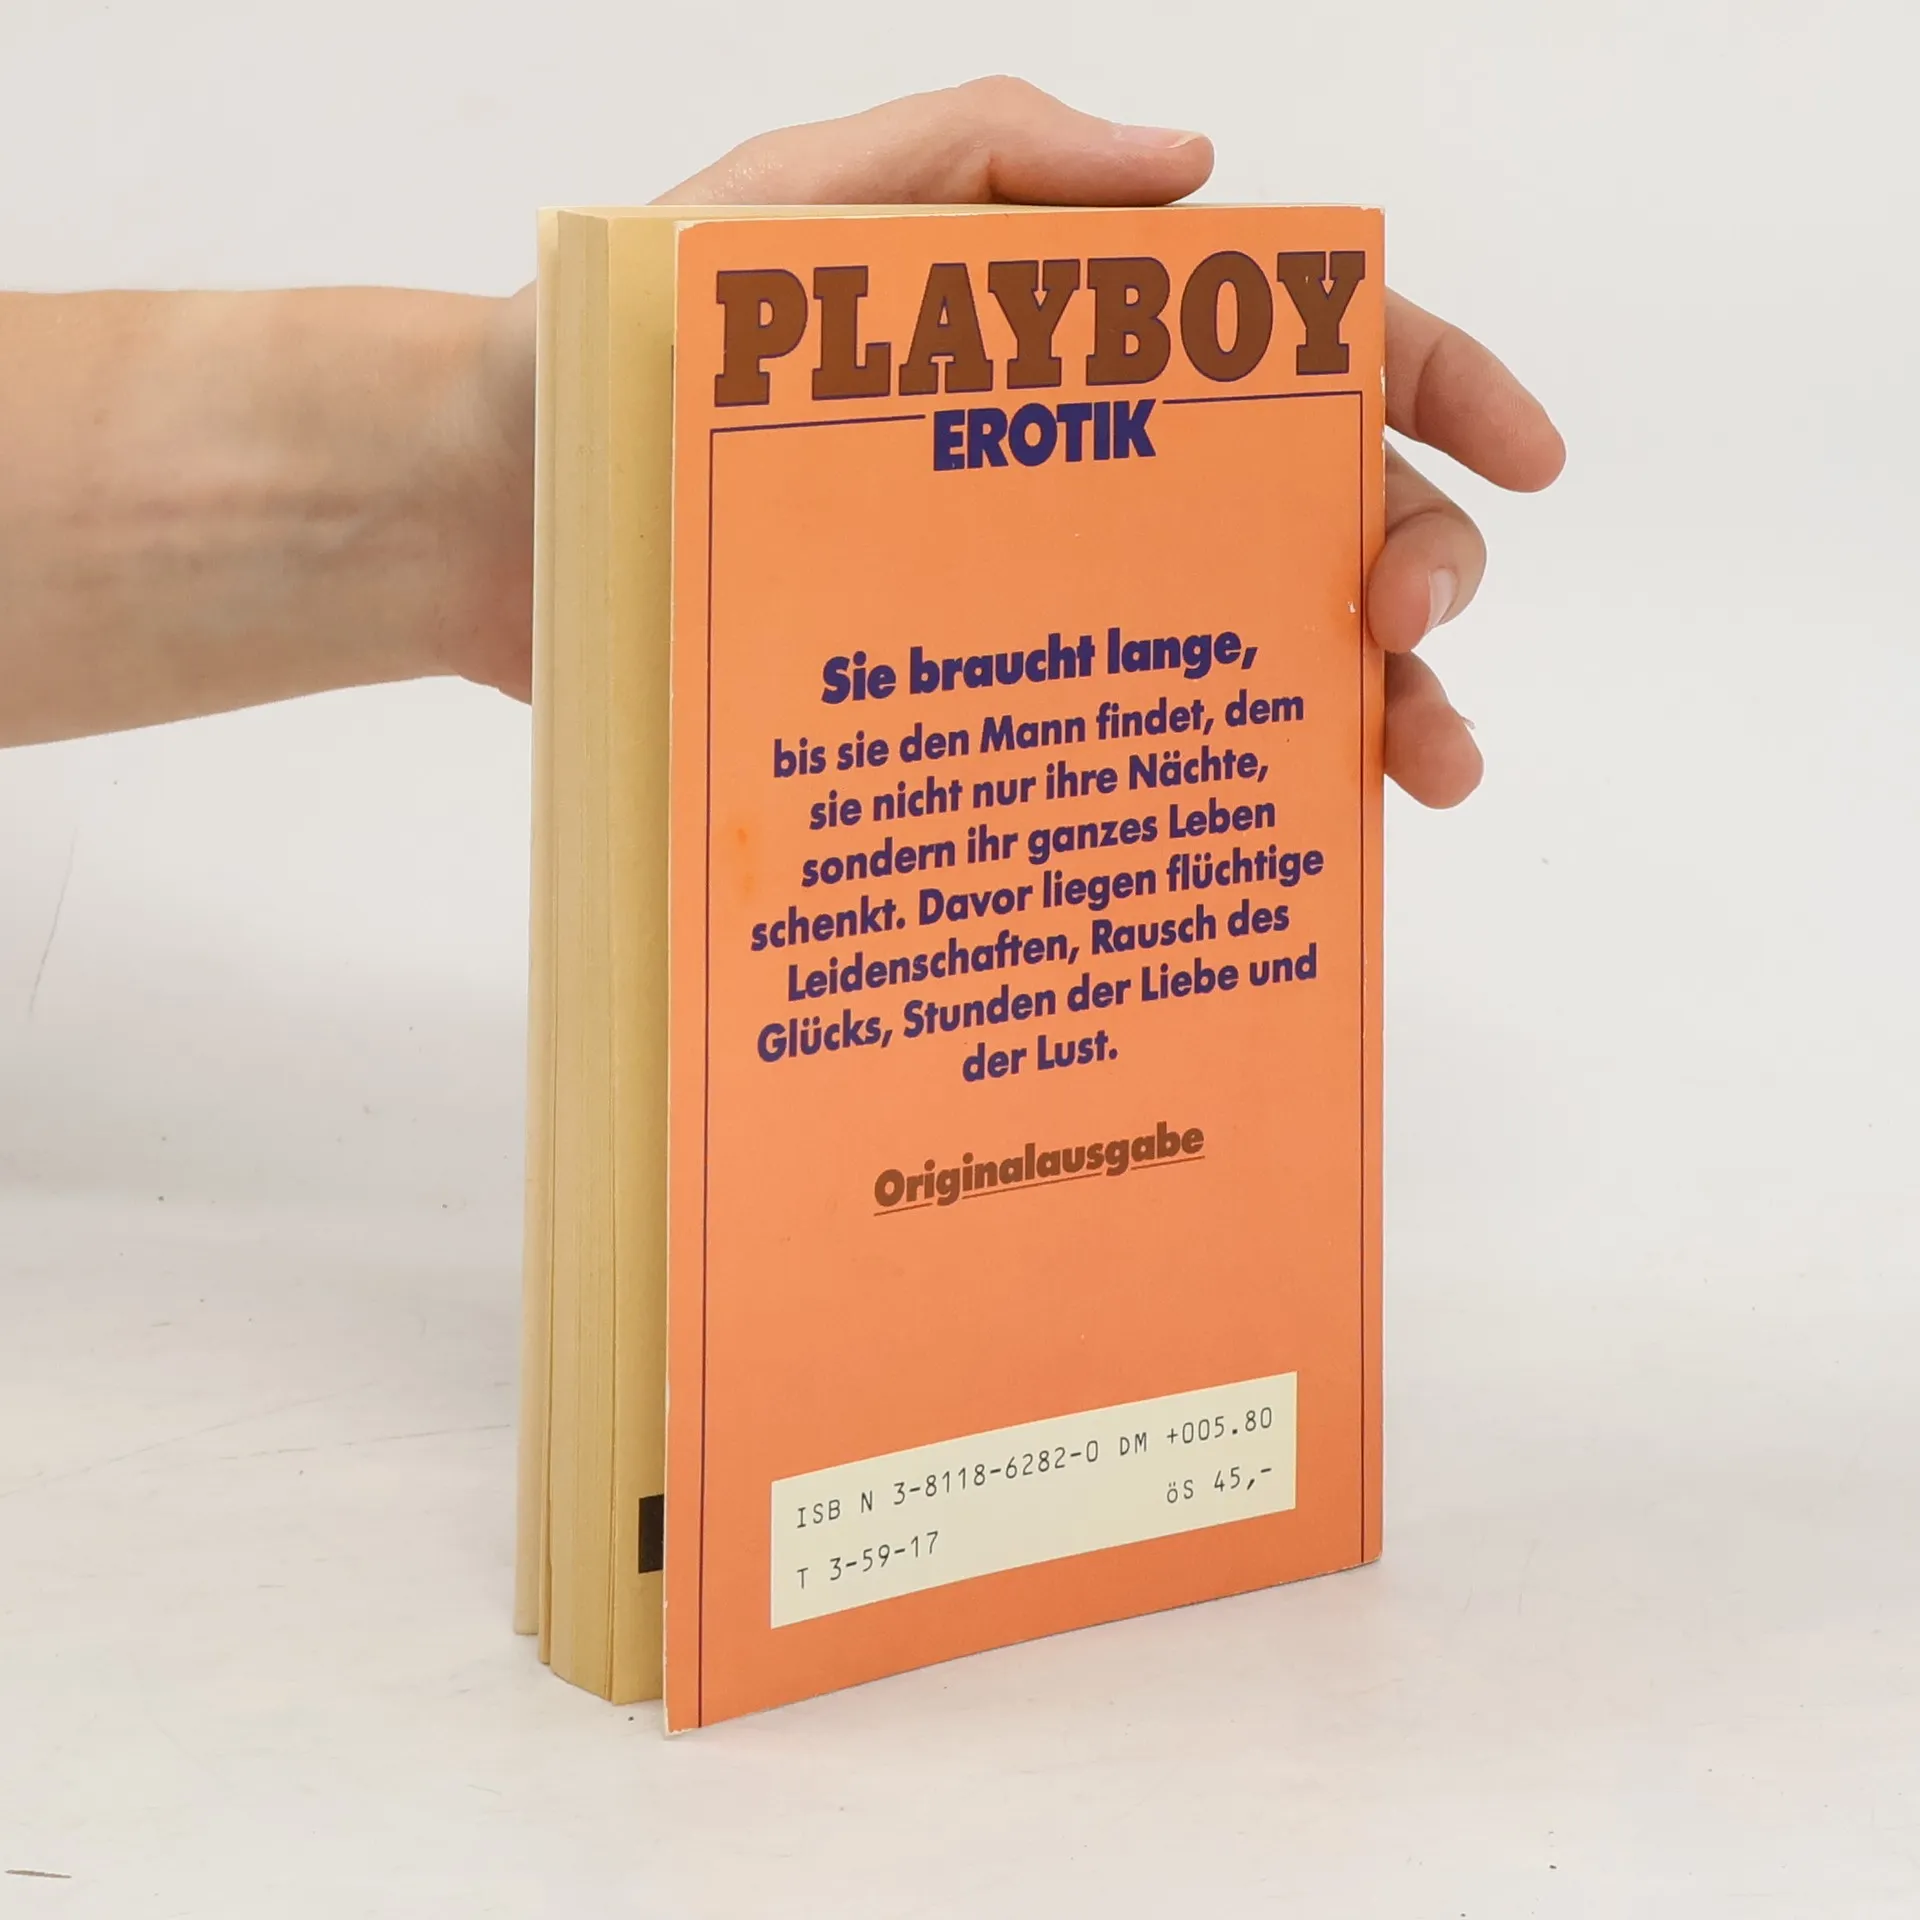 PLAYBOY
EROTIK
Sie braucht lange,
bis sie den Mann findet, dem
sie nicht nur ihre Nächte,
sondern ihr ganzes Leben
schenkt. Davor liegen flüchtige
Leidenschaften, Rausch des
Glücks, Stunden der Liebe und
der Lust.
Originalausgabe
ISB N 3-8118-6282-0 DM +005.80
öS 45,-
T 3-59-17